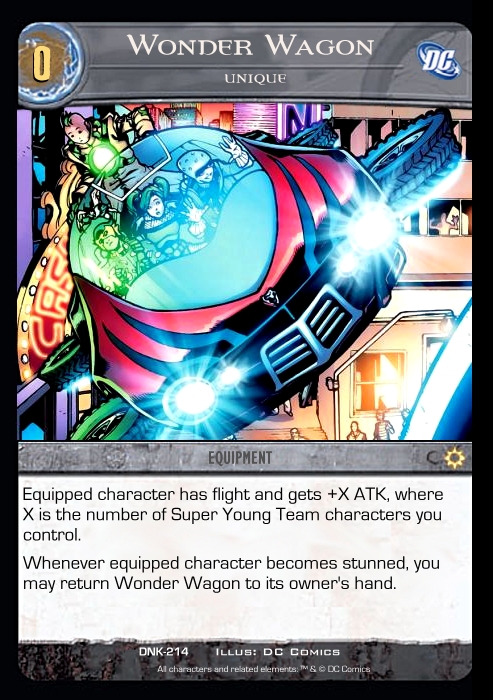 0
WONDER WAGON
DC
UNIQUE
CAS
EQUIPMENT
C
Equipped character has flight and gets +X ATK, where
X is the number of Super Young Team characters you
control.
Whenever equipped character becomes stunned, you
may return Wonder Wagon to its owner's hand.
DNK-214 ILLUS: DC COMICS
All characters and related elements: ™ & © DC Comics